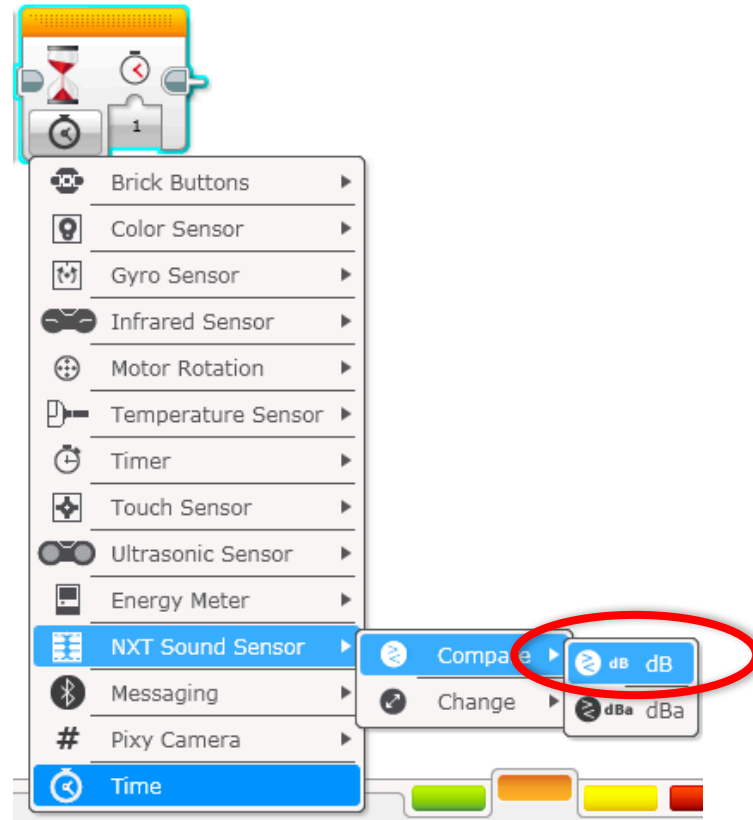 1
Brick Buttons
Color Sensor
Gyro Sensor
Infrared Sensor
Motor Rotation
Temperature Sensor
Timer
Touch Sensor
Ultrasonic Sensor
Energy Meter
NXT Sound Sensor
Compare
dB dB
Messaging
Change
dBa dBa
# Pixy Camera
Time